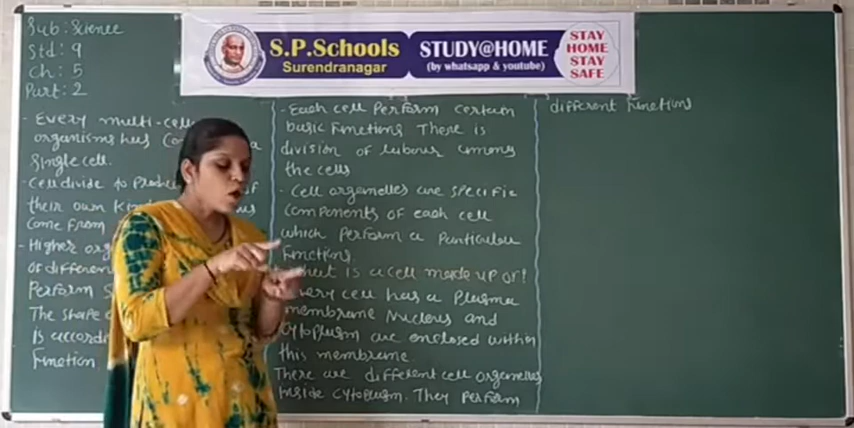 Sub : Science
Std : 9
Ch : 5
Part : 2
S.P.Schools
Surendranagar
STUDY@HOME
(by whatsapp & youtube)
STAY
HOME
STAY
SAFE
- Every multi-cell
organisms has a
single cell.
- Cell divide to Produce of
their own
Come From
- Higher
of different
Perform
The shape
is
Function.
- Each cell Perform certain
basic Functions There is
division of labour among
the cells
- Cell organelles are specific
Components of each cell
which Perform a Particular
Functions.
is a cell made up of?
cell has a Plasma
membrane Nucleus and
Cytoplasm are enclosed within
this membrane.
There are different cell organelles
inside Cytoplasm. They Perform
different Functions